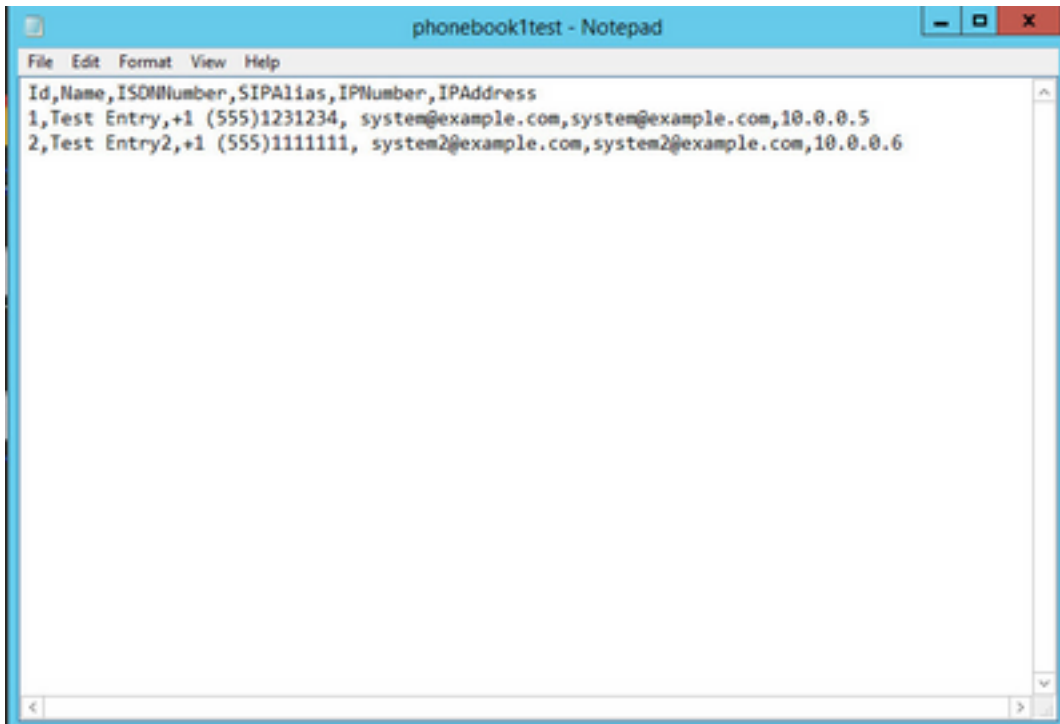 phonebook1test - Notepad
File Edit Format View Help
Id,Name,ISDNNumber,SIPAlias,IPNumber,IPAddress
1,Test Entry,+1 (555)1231234, system@example.com,system@example.com,10.0.0.5
2,Test Entry2,+1 (555)1111111, system2@example.com,system2@example.com,10.0.0.6